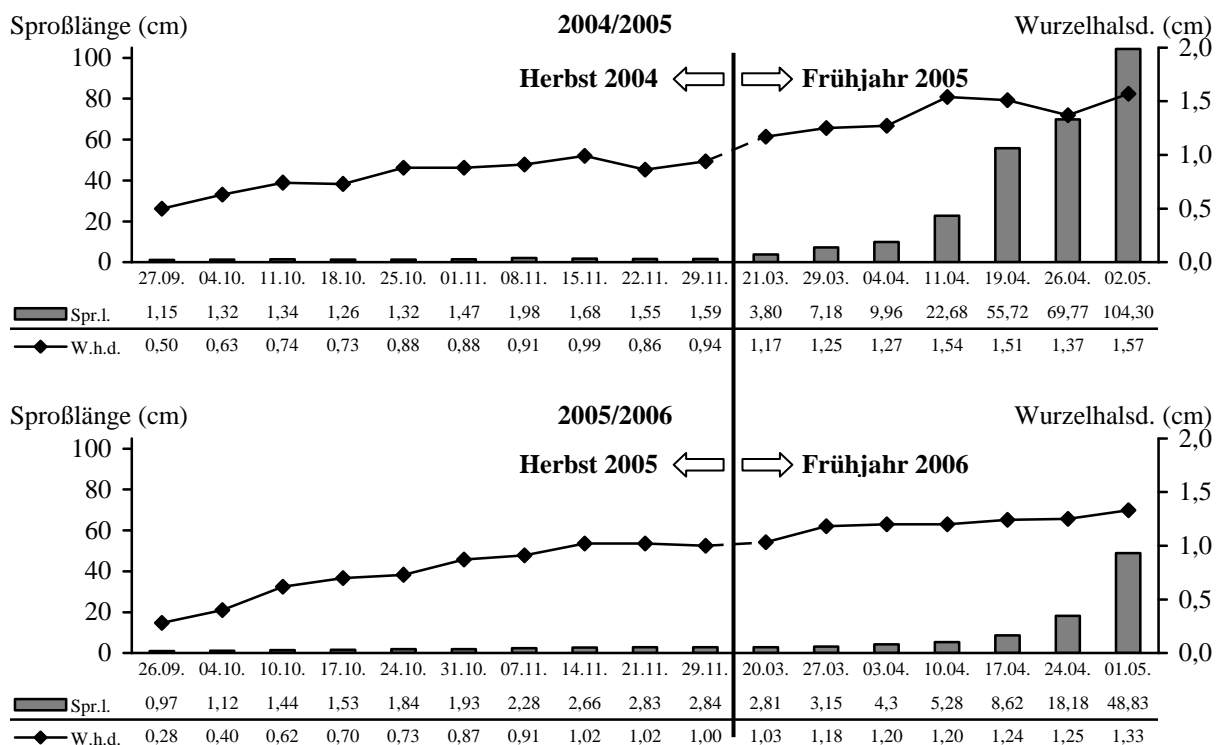 Sproßlänge (cm) 2004/2005 Wurzelhalsd. (cm)
100 2,0
Herbst 2004 Frühjahr 2005
80 1,5
60
1,0
40
20 0,5
0 0,0
27.09. 04.10. 11.10. 18.10. 25.10. 01.11. 08.11. 15.11. 22.11. 29.11. 21.03. 29.03. 04.04. 11.04. 19.04. 26.04. 02.05.
Spr.l. 1,15 1,32 1,34 1,26 1,32 1,47 1,98 1,68 1,55 1,59 3,80 7,18 9,96 22,68 55,72 69,77 104,30
W.h.d. 0,50 0,63 0,74 0,73 0,88 0,88 0,91 0,99 0,86 0,94 1,17 1,25 1,27 1,54 1,51 1,37 1,57
Sproßlänge (cm) 2005/2006 Wurzelhalsd. (cm)
100 2,0
Herbst 2005 Frühjahr 2006
80 1,5
60
1,0
40
20 0,5
0 0,0
26.09. 04.10. 10.10. 17.10. 24.10. 31.10. 07.11. 14.11. 21.11. 29.11. 20.03. 27.03. 03.04. 10.04. 17.04. 24.04. 01.05.
Spr.l. 0,97 1,12 1,44 1,53 1,84 1,93 2,28 2,66 2,83 2,84 2,81 3,15 4,3 5,28 8,62 18,18 48,83
W.h.d. 0,28 0,40 0,62 0,70 0,73 0,87 0,91 1,02 1,02 1,00 1,03 1,18 1,20 1,20 1,24 1,25 1,33